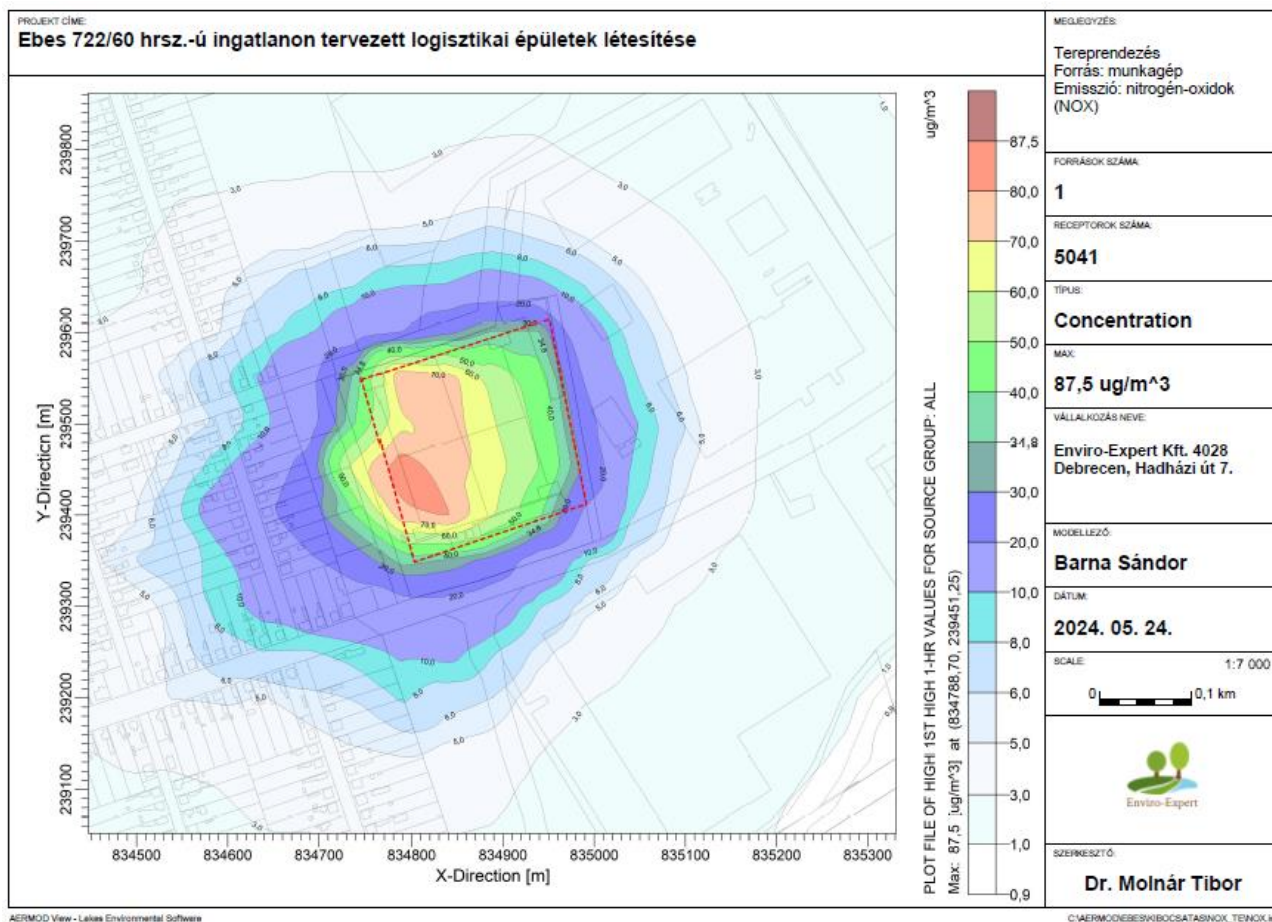 PROJEKT CÍME:
Ebes 722/60 hrsz.-ú ingatlanon tervezett logisztikai épületek létesítése
Y-Direction [m]
239800
239700
239600
239500
239400
239300
239200
239100
834500 834600 834700 834800 834900 835000 835100 835200 835300
X-Direction [m]
ug/m^3
PLOT FILE OF HIGH 1ST HIGH 1-HR VALUES FOR SOURCE GROUP: ALL
Max: 87,5 [ug/m^3] at (834788,70, 239451,25)
87,5
80,0
70,0
60,0
50,0
40,0
34,8
30,0
20,0
10,0
8,0
6,0
5,0
3,0
1,0
0,9
MEGJEGYZÉS:
Tereprendezés
Forrás: munkagép
Emisszió: nitrogén-oxidok
(NOX)
FORRÁSOK SZÁMA:
1
RECEPTOROK SZÁMA:
5041
TÍPUS:
Concentration
MAX:
87,5 ug/m^3
VÁLLALKOZÁS NEVE:
Enviro-Expert Kft. 4028
Debrecen, Hadházi út 7.
MODELLEZŐ:
Barna Sándor
DÁTUM:
2024. 05. 24.
SCALE: 1:7 000
0 0,1 km
Enviro-Expert
SZERKESZTŐ:
Dr. Molnár Tibor
AERMOD View - Lakes Environmental Software